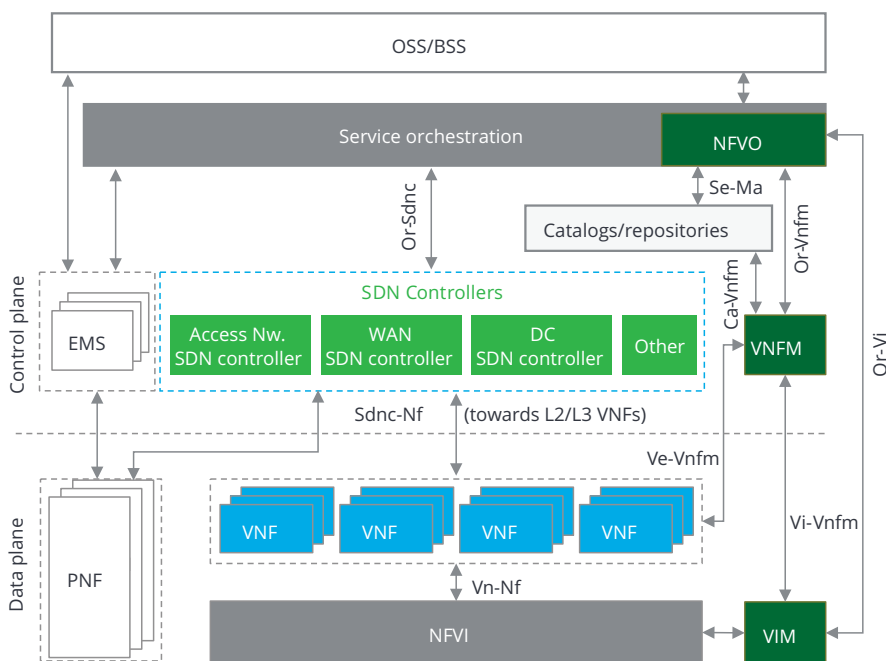 OSS/BSS
Service orchestration
NFVO
Se-Ma
Or-Sdnc
Catalogs/repositories
Or-Vnfm
Ca-Vnfm
Or-Vi
Control plane
EMS
SDN Controllers
Access Nw.
SDN controller
WAN
SDN controller
DC
SDN controller
Other
VNFM
Sdnc-Nf
(towards L2/L3 VNFs)
Ve-Vnfm
Vi-Vnfm
Data plane
PNF
VNF
VNF
VNF
VNF
Vn-Nf
NFVI
VIM